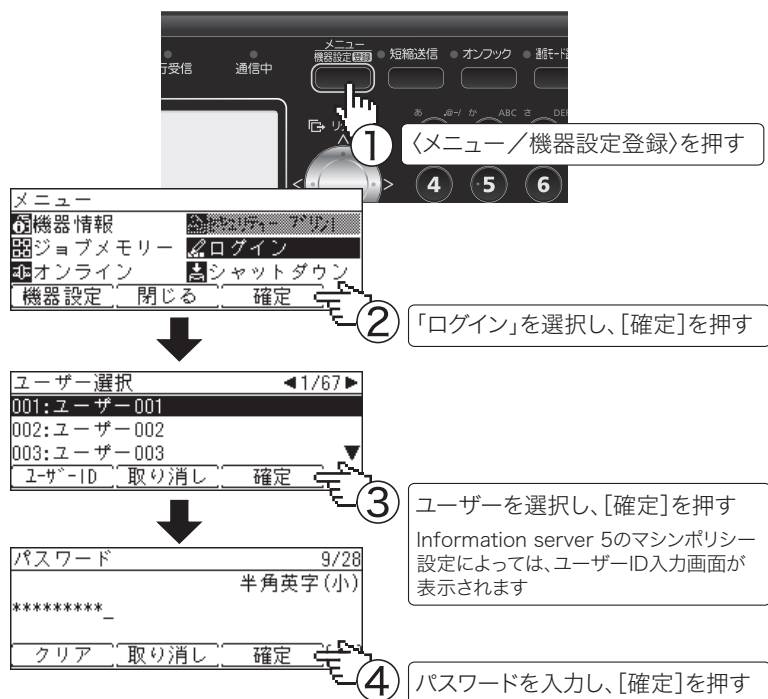 行受信
通信中
メニュー
機器設定登録
短縮送信
オンフック
あ .@-/ か ABC さ DEF
4 5 6
① 〈メニュー／機器設定登録〉を押す
メニュー
機器情報
ジョブメモリー ログイン
オンライン シャットダウン
機器設定 閉じる 確定
② 「ログイン」を選択し、［確定］を押す
ユーザー選択 ◀1/67▶
001:ユーザー001
002:ユーザー002
003:ユーザー003 ▼
ユーザーID 取り消し 確定
③ ユーザーを選択し、［確定］を押す
Information server 5のマシンポリシー
設定によっては、ユーザーID入力画面が
表示されます
パスワード 9/28
半角英字(小)
*********_
クリア 取り消し 確定
④ パスワードを入力し、［確定］を押す